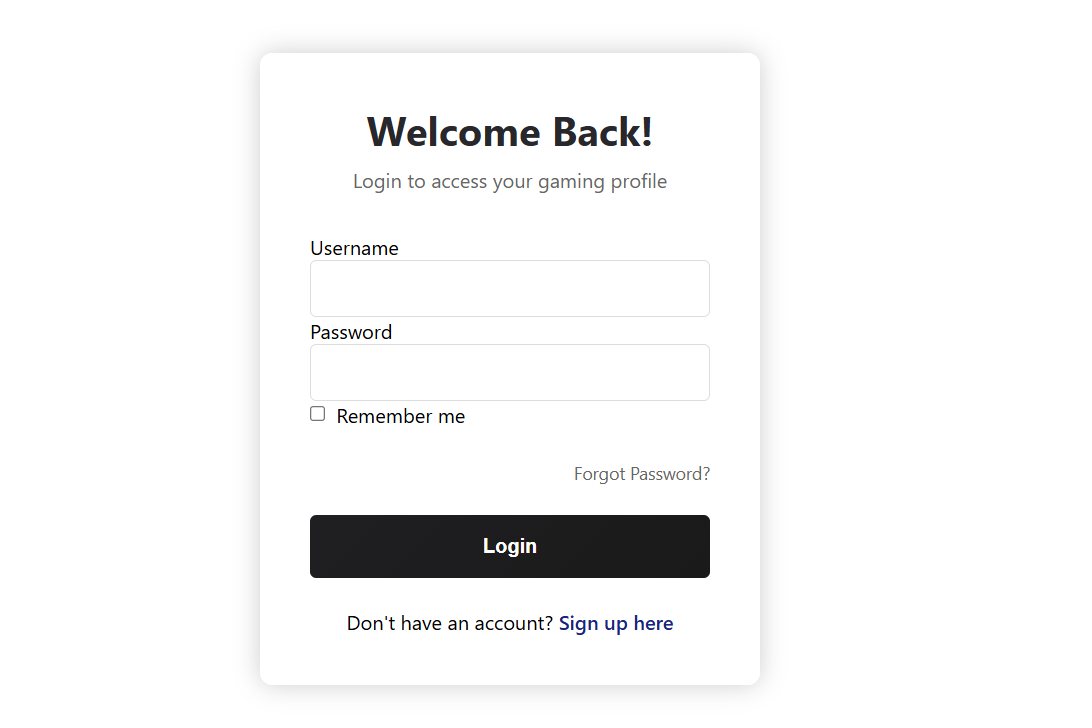 Welcome Back!
Login to access your gaming profile
Username
Password
Remember me
Forgot Password?
Login
Don't have an account? Sign up here